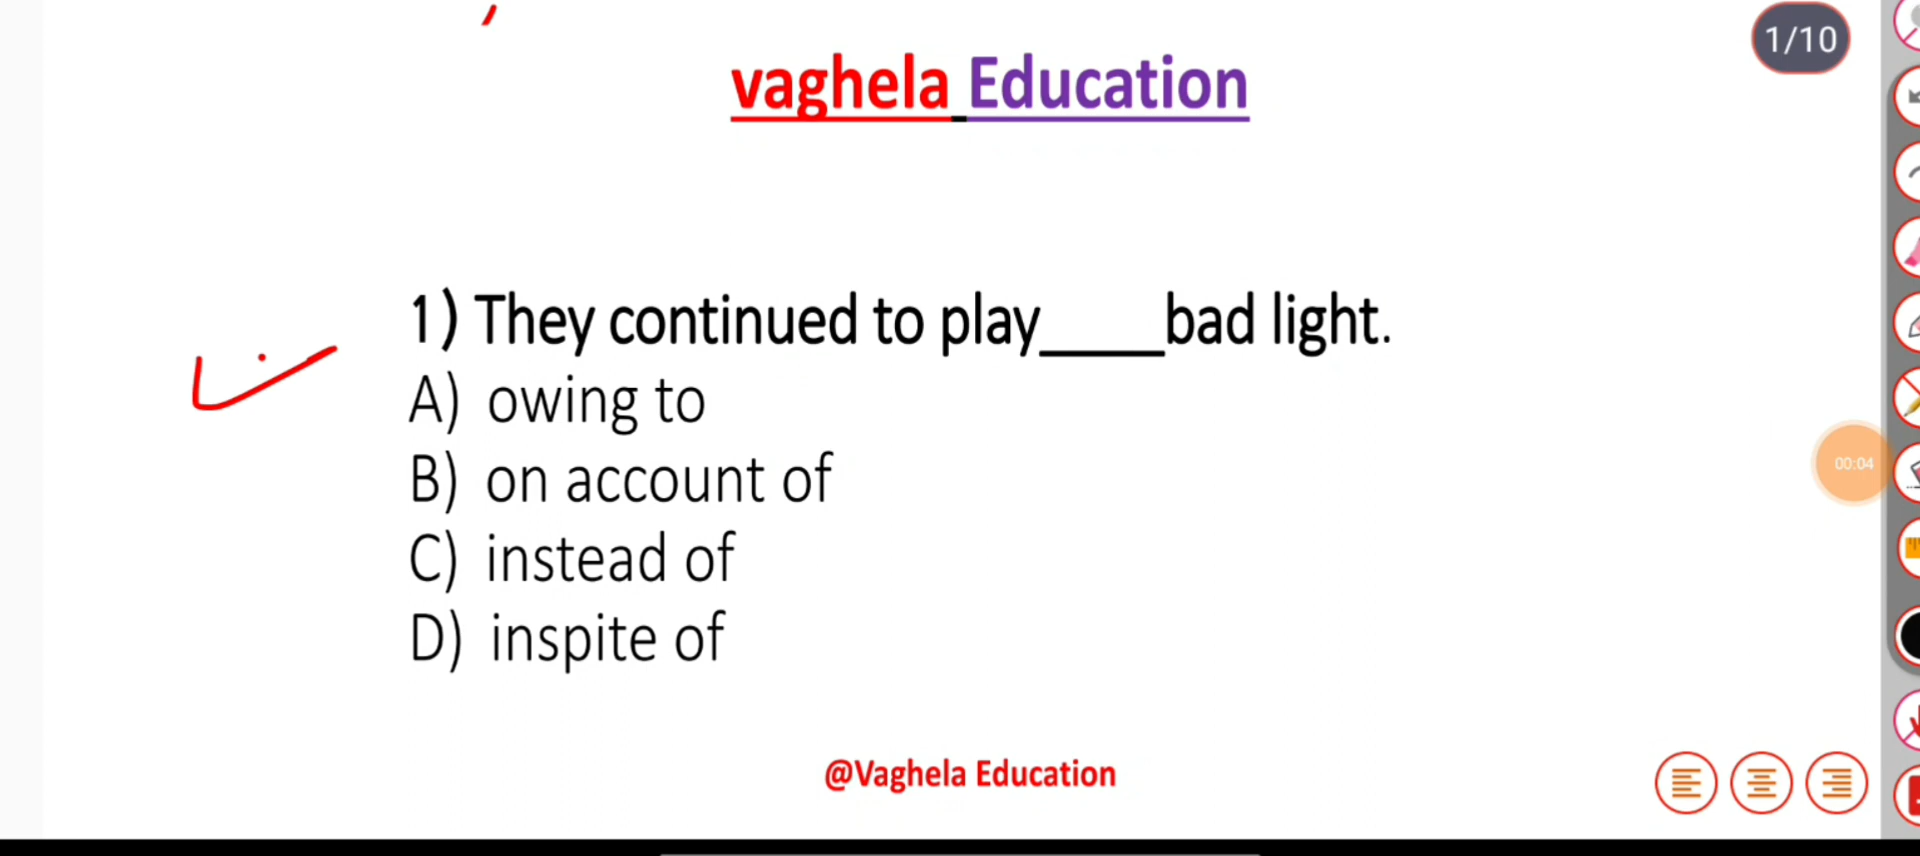 1/10
vaghela Education
1) They continued to play____bad light.
A) owing to
B) on account of
C) instead of
D) inspite of
00:04
@Vaghela Education